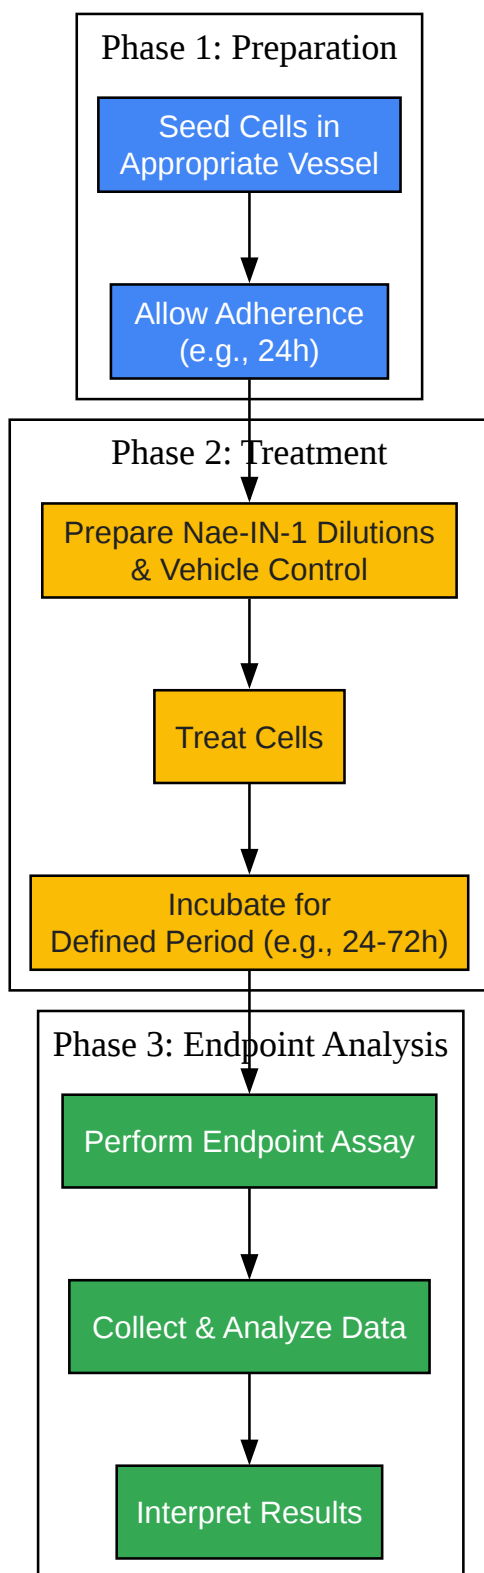 Phase 1: Preparation
Seed Cells in
Appropriate Vessel
Allow Adherence
(e.g., 24h)
Phase 2: Treatment
Prepare Nae-IN-1 Dilutions
& Vehicle Control
Treat Cells
Incubate for
Defined Period (e.g., 24-72h)
Phase 3: Endpoint Analysis
Perform Endpoint Assay
Collect & Analyze Data
Interpret Results